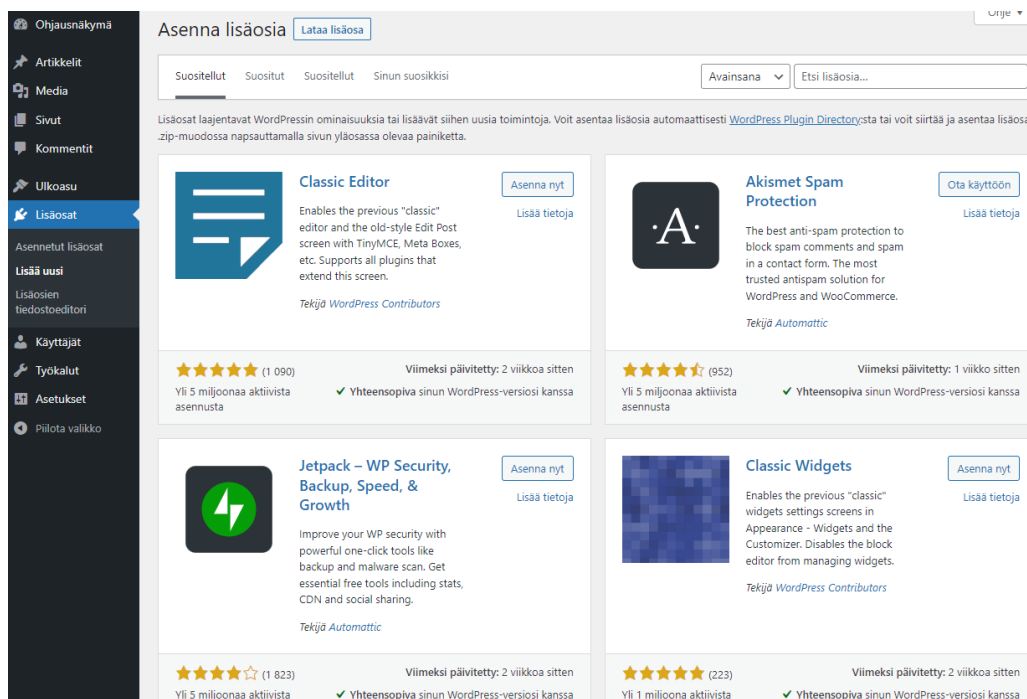 Ohjausnäkymä
Artikkelit
Media
Sivut
Kommentit
Ulkoasu
Lisäosat
Asennetut lisäosat
Lisää uusi
Lisäosien
tiedostoeditori
Käyttäjät
Työkalut
Asetukset
Piilota valikko
Ohje
Asenna lisäosia
Lataa lisäosa
Suositellut Suositut Suositellut Sinun suosikkisi
Avainsana
Etsi lisäosia...
Lisäosat laajentavat WordPressin ominaisuuksia tai lisäävät siihen uusia toimintoja. Voit asentaa lisäosia automaattisesti WordPress Plugin Directory:sta tai voit siirtää ja asentaa lisäosa
.zip-muodossa napsauttamalla sivun yläosassa olevaa painiketta.
Classic Editor
Asenna nyt
Lisää tietoja
Enables the previous "classic"
editor and the old-style Edit Post
screen with TinyMCE, Meta Boxes,
etc. Supports all plugins that
extend this screen.
Tekijä WordPress Contributors
(1 090)
Yli 5 miljoonaa aktiivista
asennusta
Viimeksi päivitetty: 2 viikkoa sitten
Yhteensopiva sinun WordPress-versiosi kanssa
·A·
Akismet Spam
Protection
Ota käyttöön
Lisää tietoja
The best anti-spam protection to
block spam comments and spam
in a contact form. The most
trusted antispam solution for
WordPress and WooCommerce.
Tekijä Automattic
(952)
Yli 5 miljoonaa aktiivista
asennusta
Viimeksi päivitetty: 1 viikko sitten
Yhteensopiva sinun WordPress-versiosi kanssa
Jetpack – WP Security,
Backup, Speed, &
Growth
Asenna nyt
Lisää tietoja
Improve your WP security with
powerful one-click tools like
backup and malware scan. Get
essential free tools including stats,
CDN and social sharing.
Tekijä Automattic
(1 823)
Yli 5 miljoonaa aktiivista
Viimeksi päivitetty: 2 viikkoa sitten
Yhteensopiva sinun WordPress-versiosi kanssa
Classic Widgets
Asenna nyt
Lisää tietoja
Enables the previous "classic"
widgets settings screens in
Appearance - Widgets and the
Customizer. Disables the block
editor from managing widgets.
Tekijä WordPress Contributors
(223)
Yli 1 miljoona aktiivista
Viimeksi päivitetty: 2 viikkoa sitten
Yhteensopiva sinun WordPress-versiosi kanssa